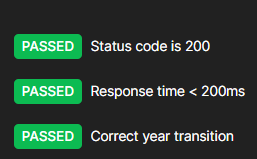 PASSED Status code is 200
PASSED Response time < 200ms
PASSED Correct year transition